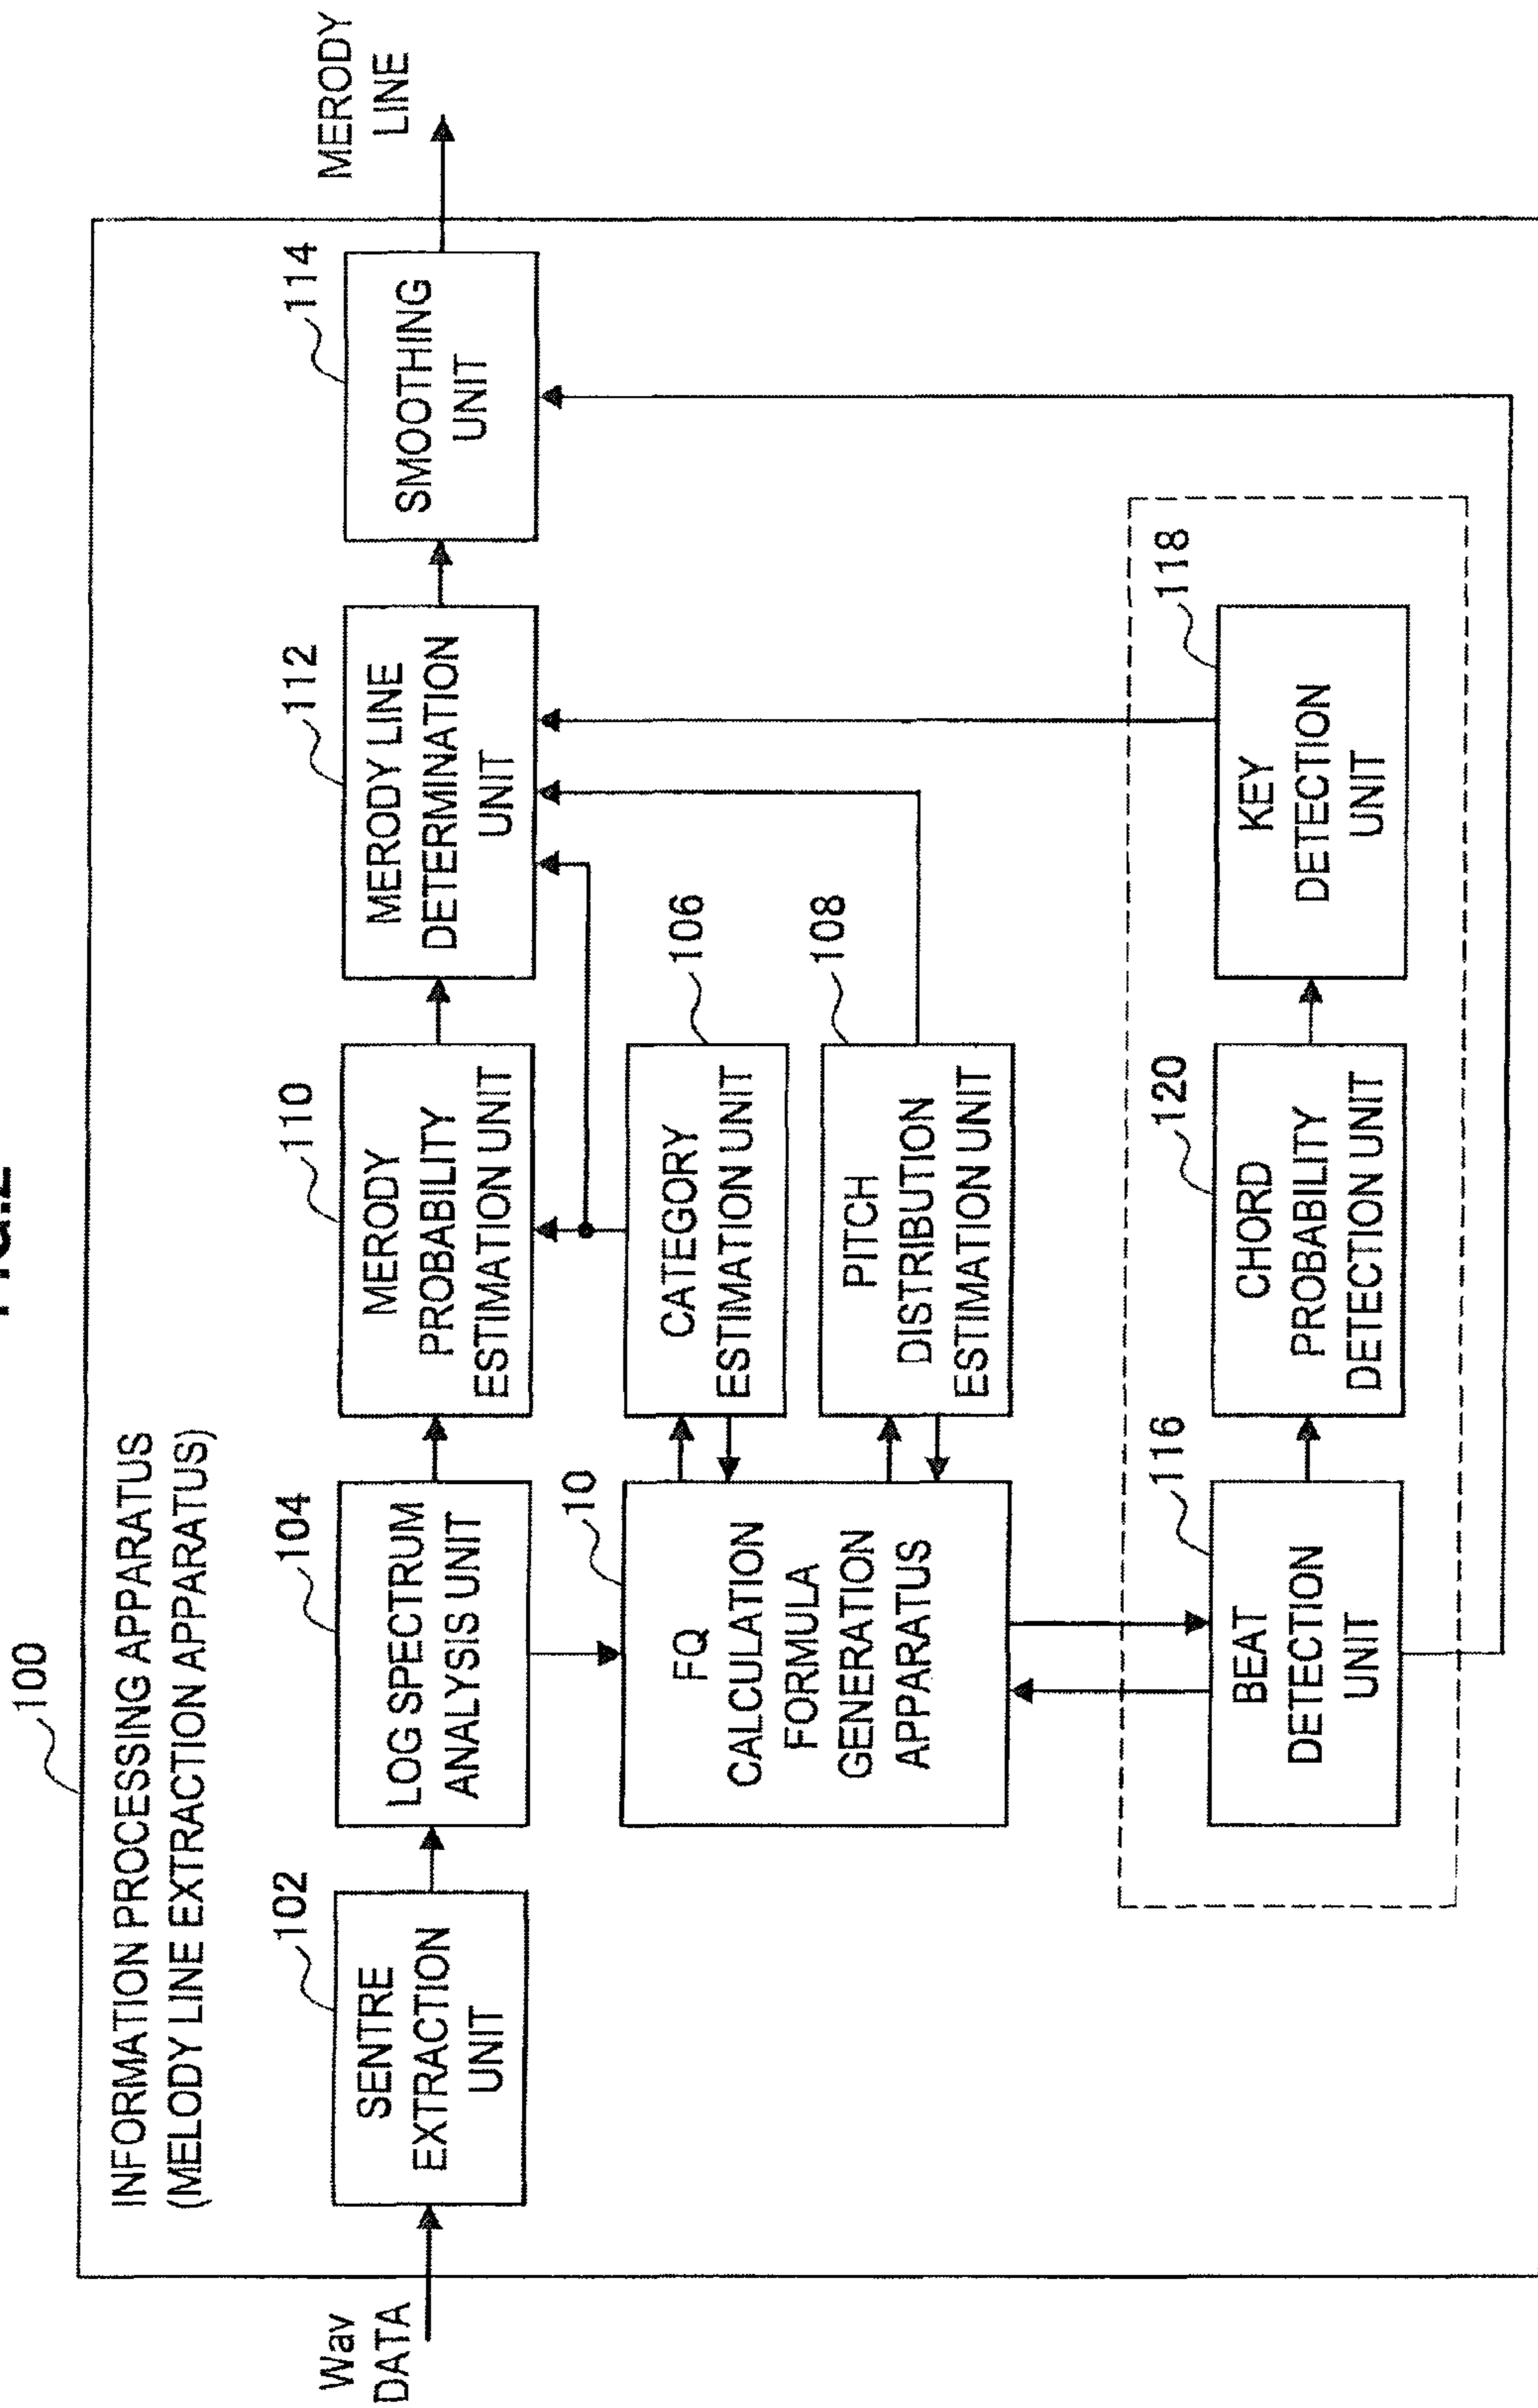 100
INFORMATION PROCESSING APPARATUS
(MELODY LINE EXTRACTION APPARATUS)
Wav
DATA
102
SENTRE
EXTRACTION
UNIT
104
LOG SPECTRUM
ANALYSIS UNIT
110
MERODY
PROBABILITY
ESTIMATION UNIT
112
MERODY LINE
DETERMINATION
UNIT
114
SMOOTHING
UNIT
MERODY
LINE
10
FQ
CALCULATION
FORMULA
GENERATION
APPARATUS
106
CATEGORY
ESTIMATION UNIT
108
PITCH
DISTRIBUTION
ESTIMATION UNIT
116
BEAT
DETECTION
UNIT
120
CHORD
PROBABILITY
DETECTION UNIT
118
KEY
DETECTION
UNIT